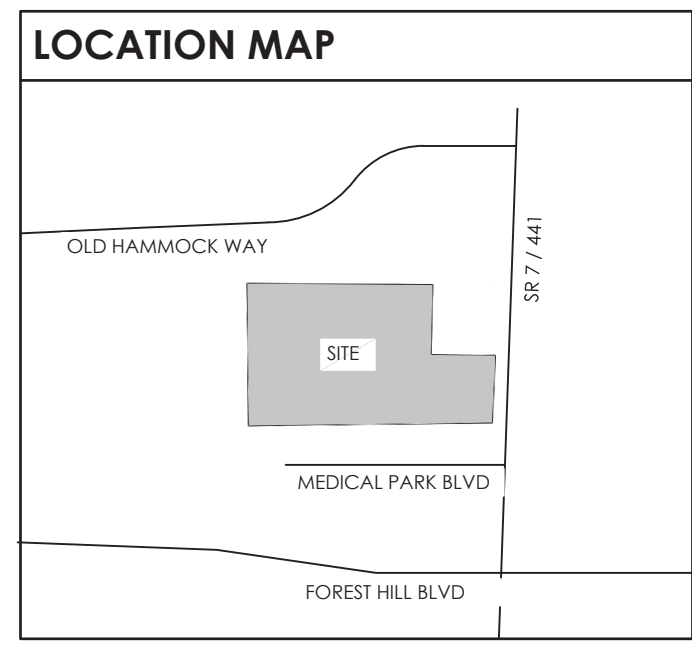 LOCATION MAP
OLD HAMMOCK WAY
SR 7 / 441
SITE
MEDICAL PARK BLVD
FOREST HILL BLVD